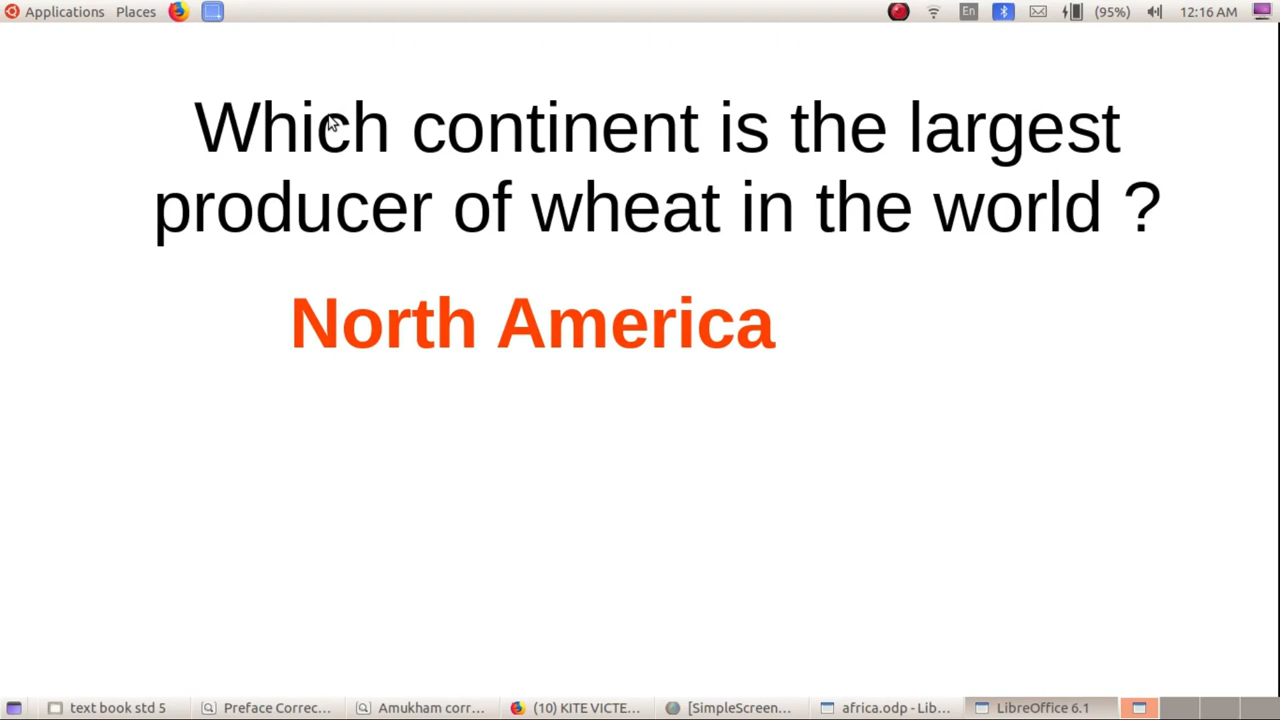 Applications Places En (95%) 12:16 AM
Which continent is the largest
producer of wheat in the world ?
North America
text book std 5 Preface Correc... Amukham corr... (10) KITE VICTE... [SimpleScreen... africa.odp - Lib... LibreOffice 6.1